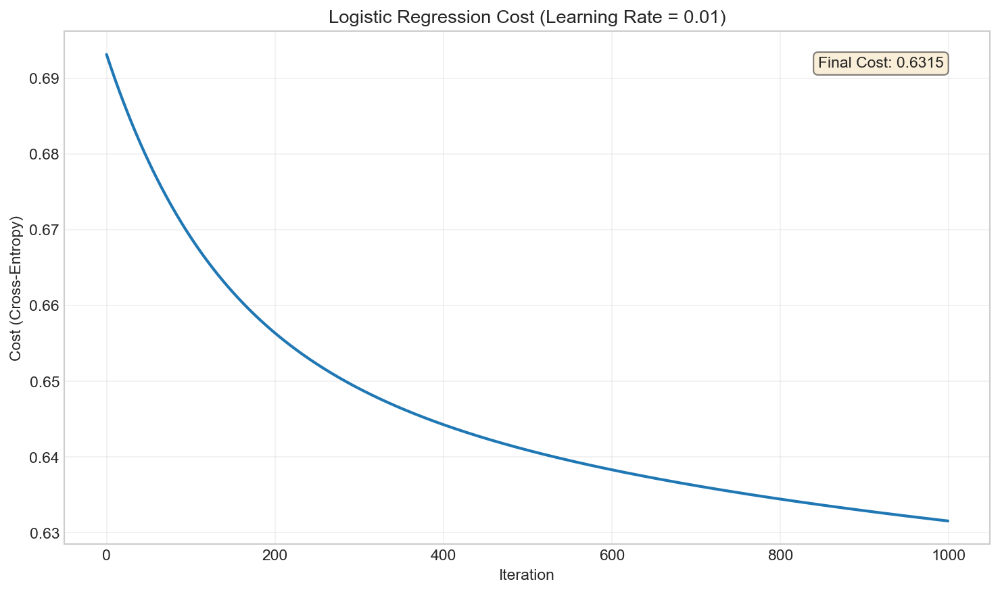 Logistic Regression Cost (Learning Rate = 0.01)
Final Cost: 0.6315
Cost (Cross-Entropy)
0.69
0.68
0.67
0.66
0.65
0.64
0.63
0 200 400 600 800 1000
Iteration